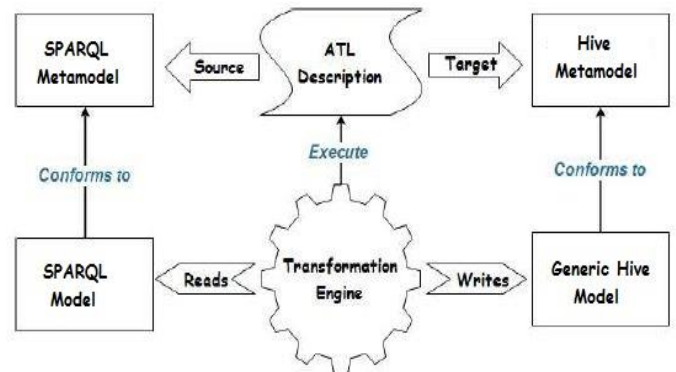 SPARQL
Metamodel
Source
ATL
Description
Target
Hive
Metamodel
Conforms to
Execute
Conforms to
SPARQL
Model
Reads
Transformation
Engine
Writes
Generic Hive
Model